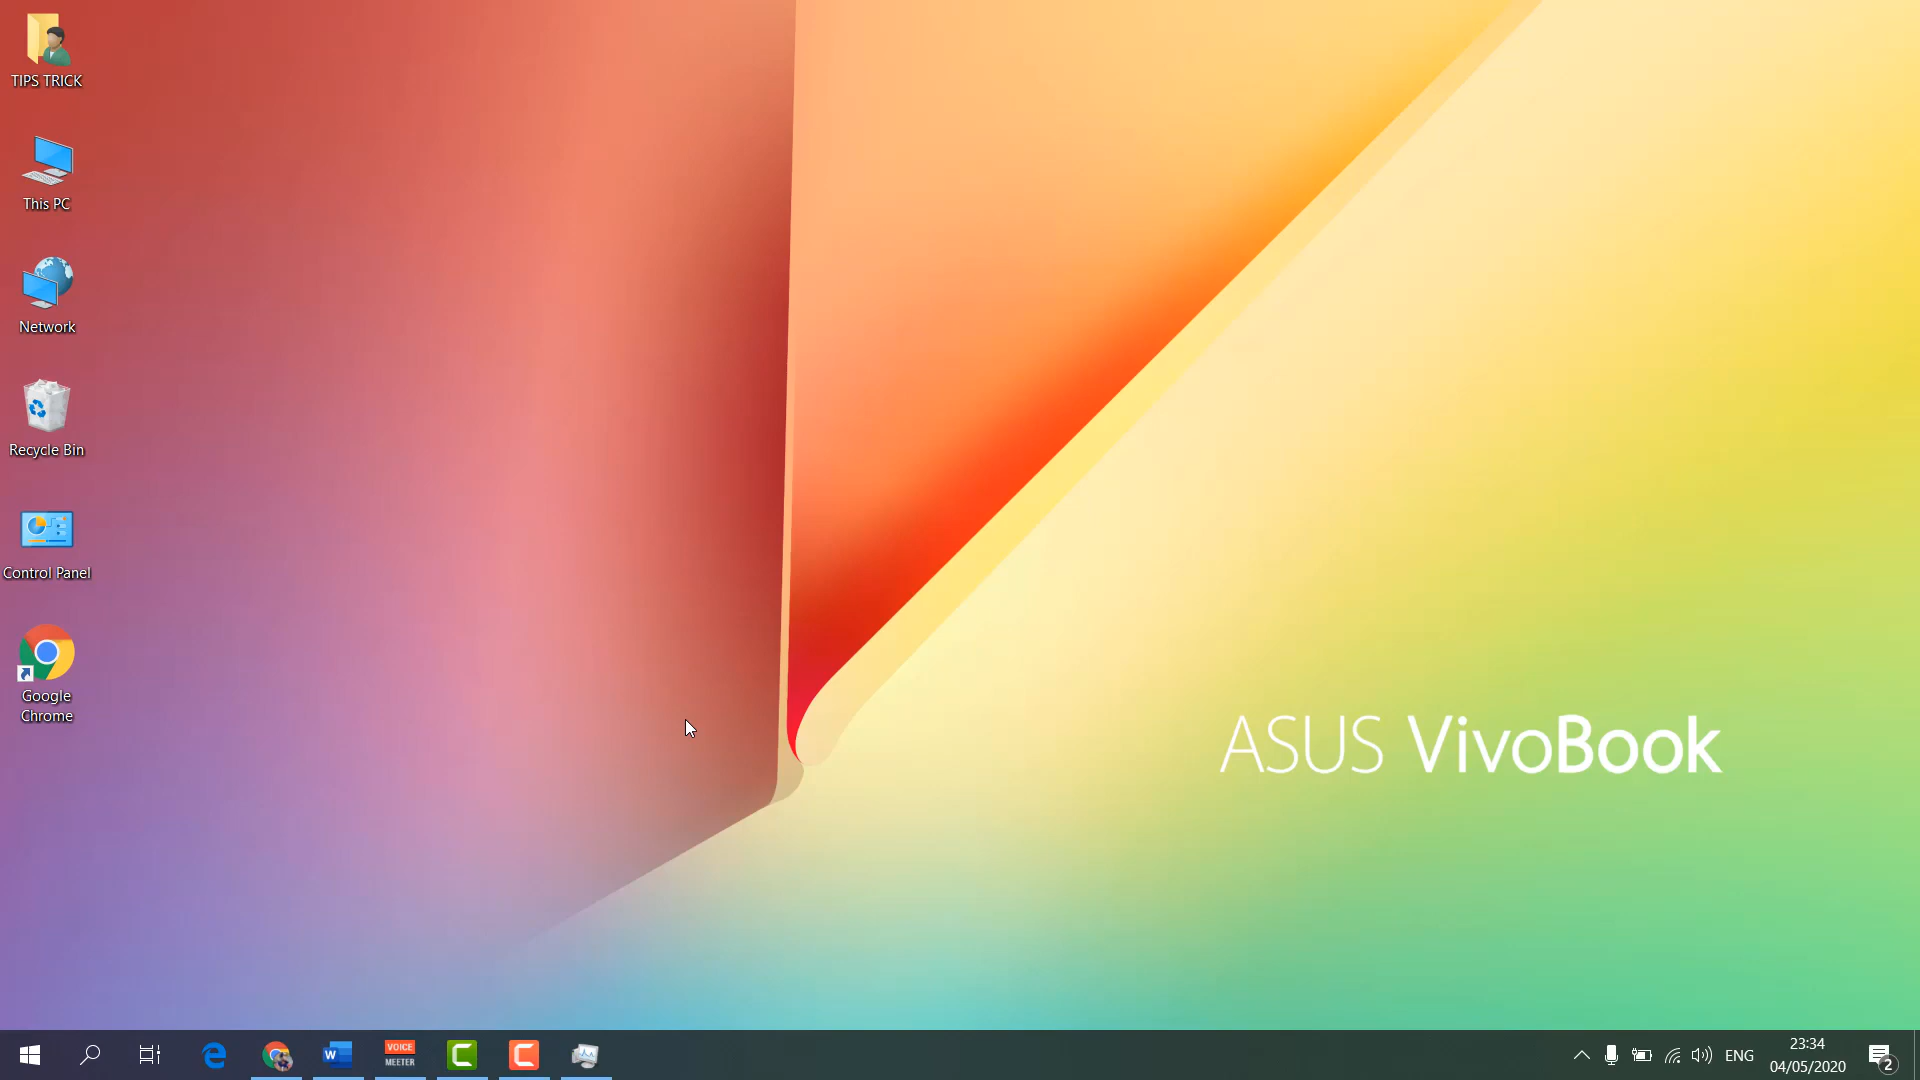 TIPS TRICK
This PC
Network
Recycle Bin
Control Panel
Google
Chrome
ASUS VivoBook
W
VOICE
MEETER
ENG
23:34
04/05/2020
2